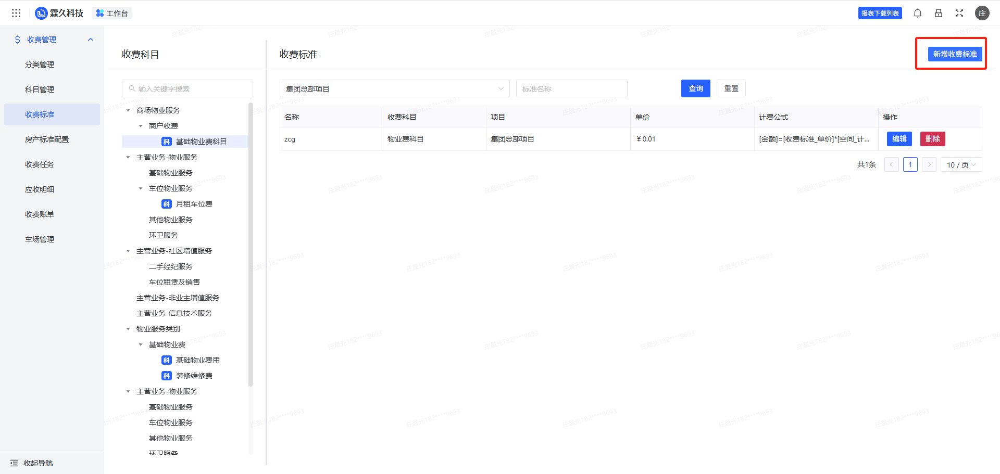 霖久科技
工作台
报表下载列表
庄
收费管理
分类管理
科目管理
收费标准
房产标准配置
收费任务
应收明细
收费账单
车场管理
收起导航
收费科目
输入关键字搜索
商场物业服务
商户收费
科 基础物业费科目
主营业务-物业服务
基础物业服务
车位物业服务
科 月租车位费
其他物业服务
环卫服务
主营业务-社区增值服务
二手经纪服务
车位租赁及销售
主营业务-非业主增值服务
主营业务-信息技术服务
物业服务类别
基础物业费
科 基础物业费用
科 装修维修费
主营业务-物业服务
基础物业服务
车位物业服务
其他物业服务
环卫服务
收费标准
新增收费标准
集团总部项目
标准名称
查询
重置
名称 收费科目 项目 单价 计费公式 操作
zcg 物业费科目 集团总部项目 ￥0.01 [金额]=[收费标准_单价]*[空间_计... 编辑 删除
共1条 1 10 / 页
庄晨光182****9693